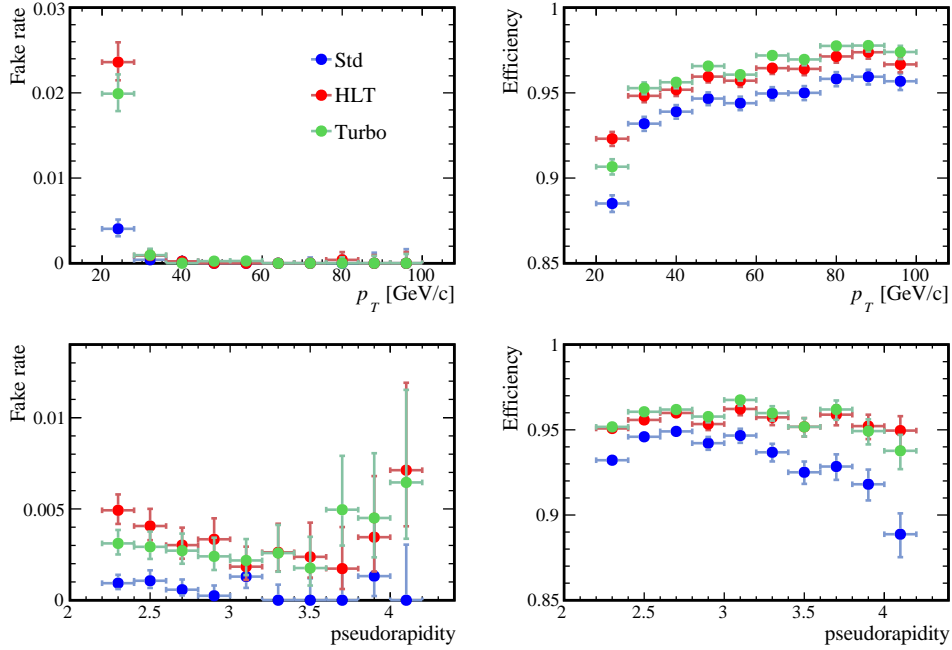 Fake rate
0.03
0.02
0.01
0
Std
HLT
Turbo
20 40 60 80 100
p_T [GeV/c]
Efficiency
1
0.95
0.9
0.85
20 40 60 80 100
p_T [GeV/c]
Fake rate
0.01
0.005
0
2 2.5 3 3.5 4
pseudorapidity
Efficiency
1
0.95
0.9
0.85
2 2.5 3 3.5 4
pseudorapidity